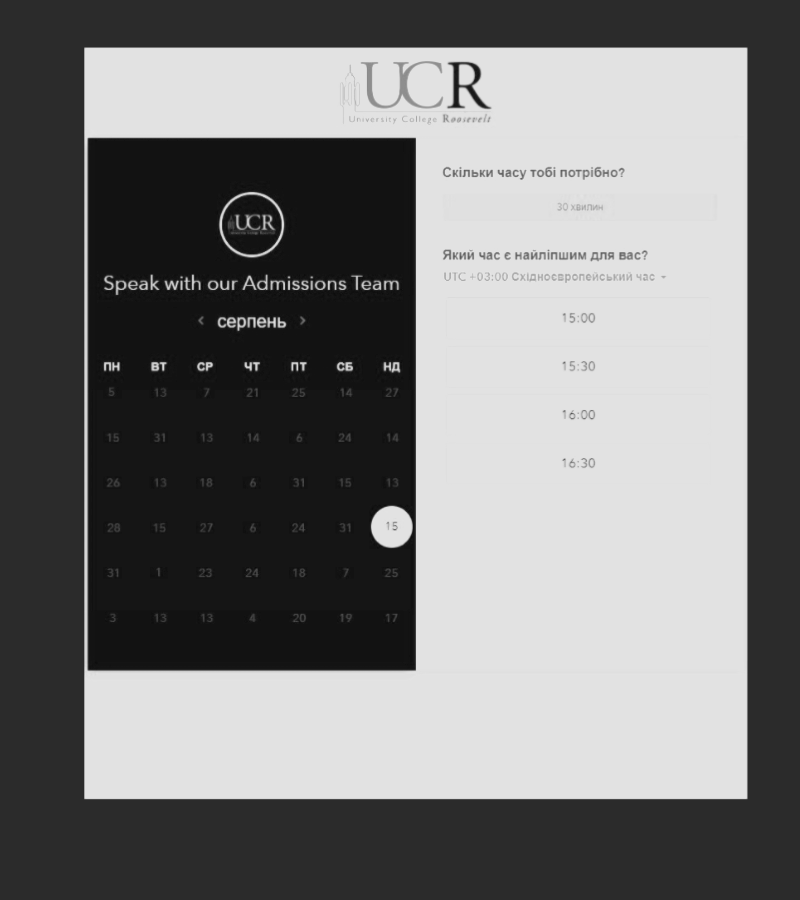 UCR
University College Roosevelt
UCR
Speak with our Admissions Team
серпень
ПН ВТ СР ЧТ ПТ СБ НД
5 13 7 21 25 14 27
15 31 13 14 6 24 14
26 13 18 6 31 15 13
28 15 27 6 24 31 15
31 1 23 24 18 7 25
3 13 13 4 20 19 17
Скільки часу тобі потрібно?
30 хвилин
Який час є найліпшим для вас?
UTC +03:00 Східноєвропейський час
15:00
15:30
16:00
16:30